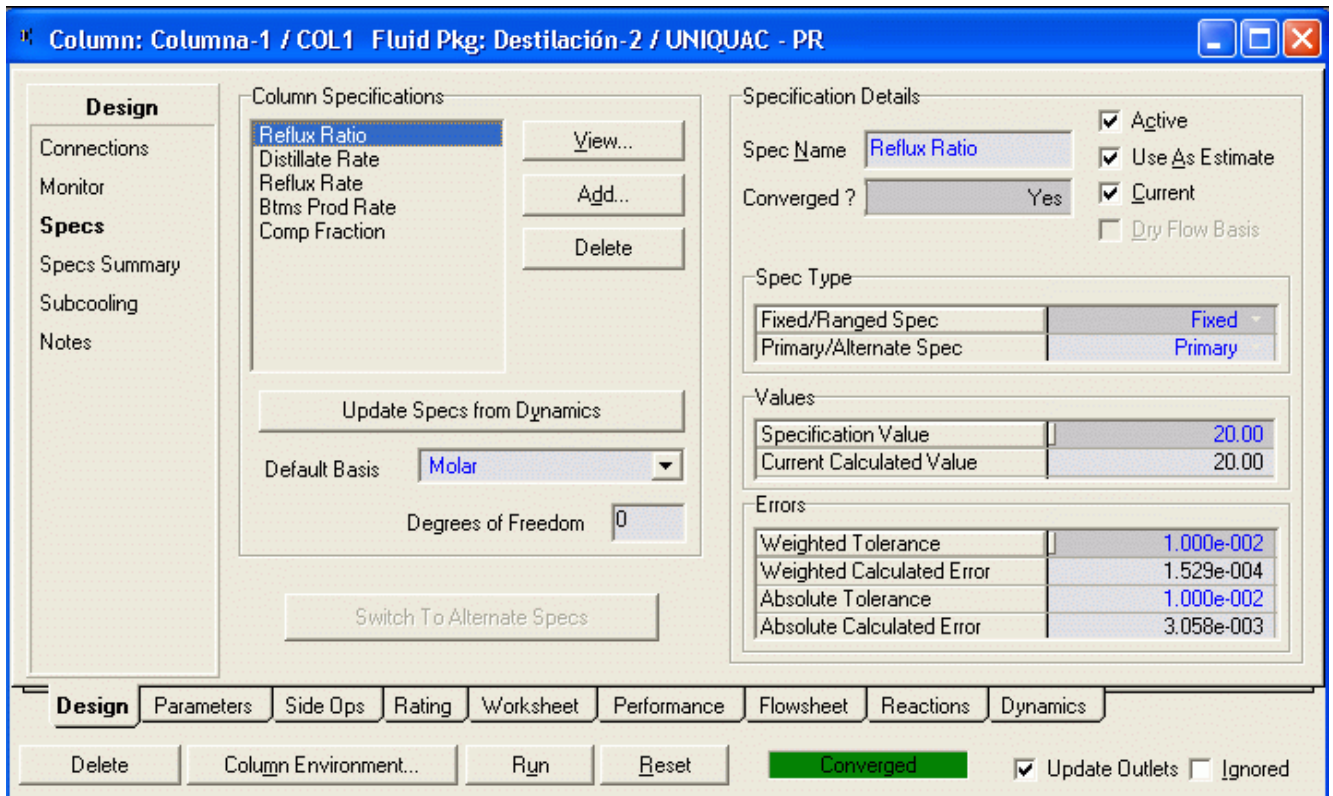 Column: Columna-1 / COL1 Fluid Pkg: Destilación-2 / UNIQUAC - PR
Design
Connections
Monitor
Specs
Specs Summary
Subcooling
Notes
Column Specifications
Reflux Ratio
Distillate Rate
Reflux Rate
Btms Prod Rate
Comp Fraction
View...
Add...
Delete
Update Specs from Dynamics
Default Basis Molar
Degrees of Freedom 0
Switch To Alternate Specs
Specification Details
Spec Name Reflux Ratio
Converged ? Yes
Active
Use As Estimate
Current
Dry Flow Basis
Spec Type
Fixed/Ranged Spec Fixed
Primary/Alternate Spec Primary
Values
Specification Value 20.00
Current Calculated Value 20.00
Errors
Weighted Tolerance 1.000e-002
Weighted Calculated Error 1.529e-004
Absolute Tolerance 1.000e-002
Absolute Calculated Error 3.058e-003
Design Parameters Side Ops Rating Worksheet Performance Flowsheet Reactions Dynamics
Delete Column Environment... Run Reset Converged Update Outlets Ignored